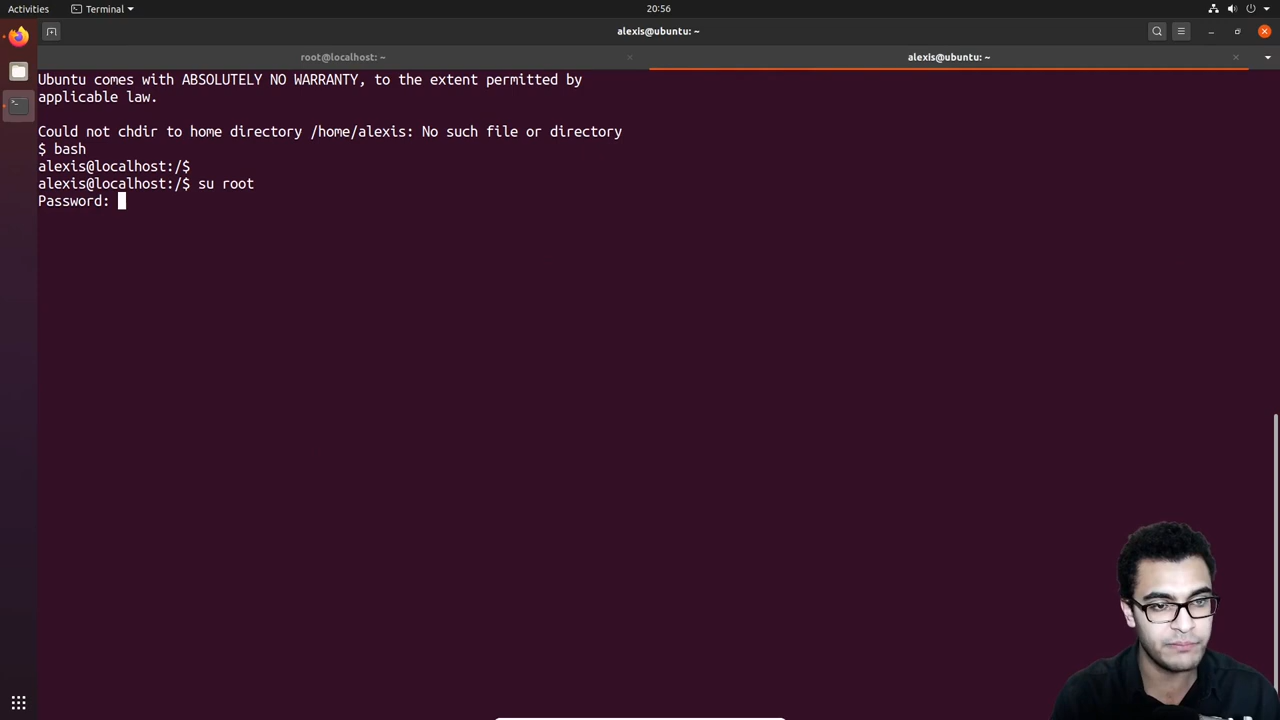 Activities
Terminal
20:56
alexis@ubuntu: ~
root@localhost: ~
alexis@ubuntu: ~
Ubuntu comes with ABSOLUTELY NO WARRANTY, to the extent permitted by
applicable law.
Could not chdir to home directory /home/alexis: No such file or directory
$ bash
alexis@localhost:/$
alexis@localhost:/$ su root
Password: